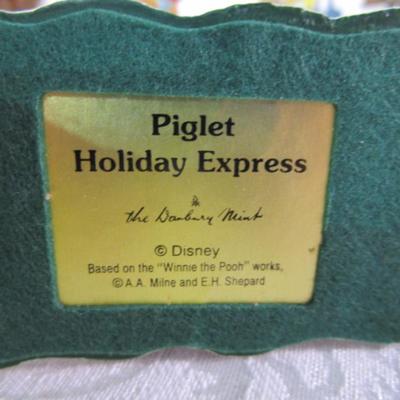 Piglet
Holiday Express
The Danbury Mint
© Disney
Based on the "Winnie the Pooh" works,
© A.A. Milne and E.H. Shepard